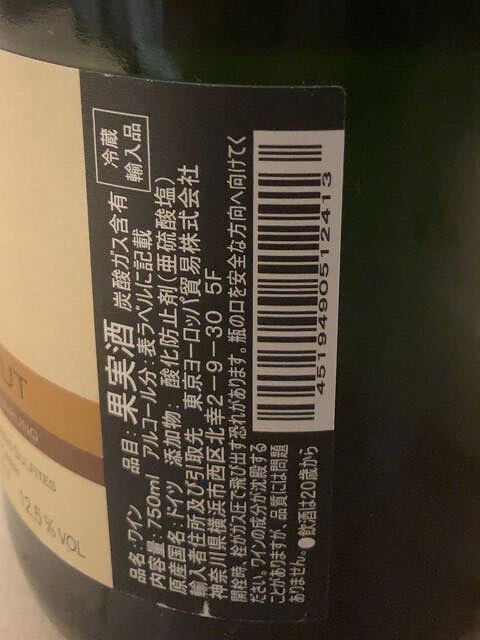 UT
SULFITES
12.5% VOL
品名：ワイン 品目：果実酒 炭酸ガス含有
冷蔵
輸入品
内容量：750ml アルコール分：表ラベルに記載
原産国名：ドイツ 添加物：酸化防止剤(亜硫酸塩)
輸入者住所及び引取先 東京ヨーロッパ貿易株式会社
神奈川県横浜市西区北幸2-9-30 5F
開栓時、栓がガス圧で飛び出す恐れがあります。瓶の口を安全な方向へ向けてく
ださい。ワインの成分が沈殿する
ことがありますが、品質には問題
ありません。●飲酒は20歳から
4519490512413